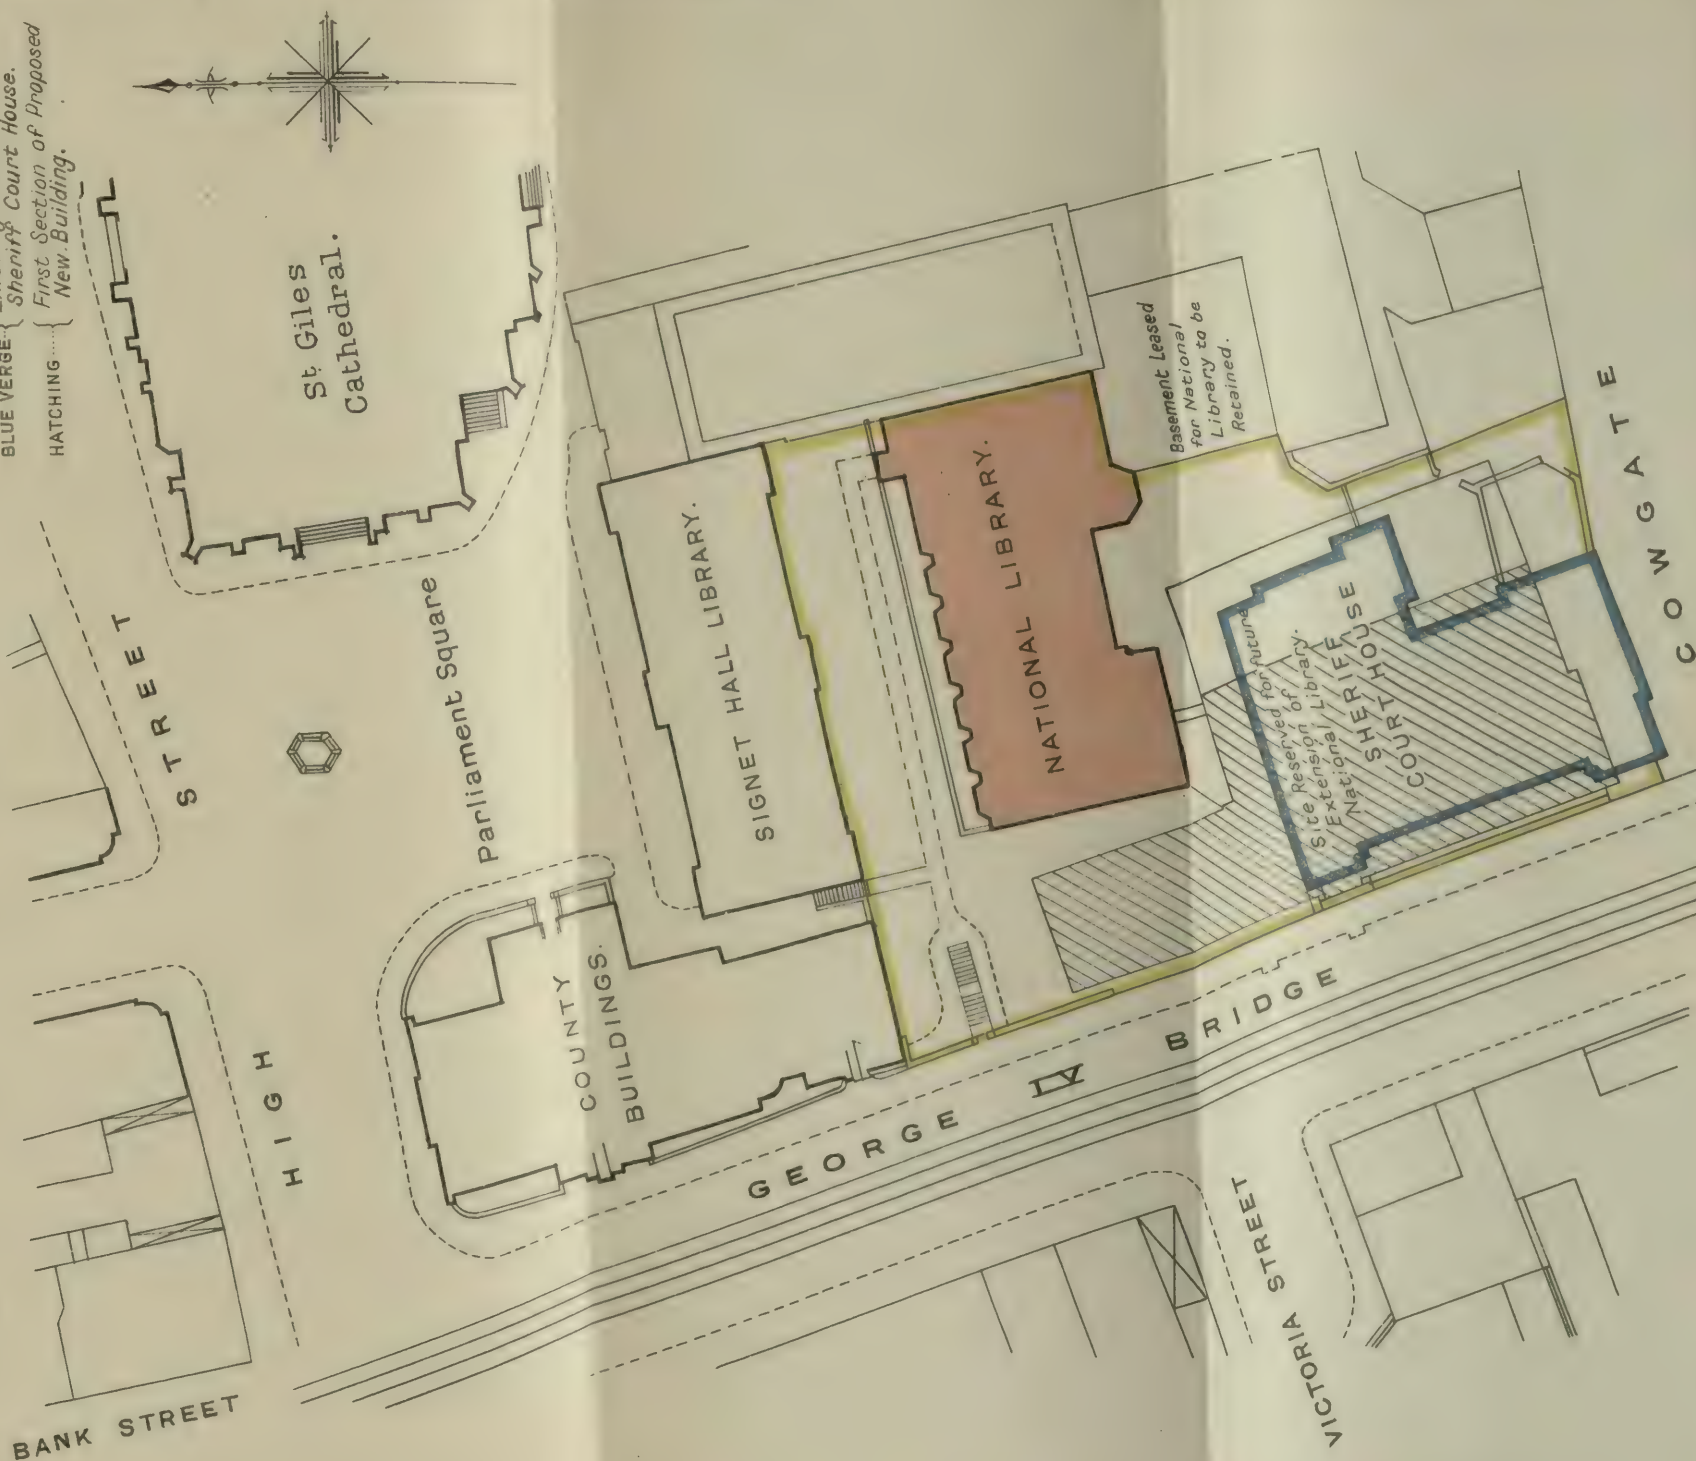 BLUE VERGE {
Sheriff Court House.
HATCHING { First Section of Proposed
New Building.
St. Giles
Cathedral.
HIGH STREET
Parliament Square
SIGNET HALL LIBRARY.
NATIONAL LIBRARY.
Basement Leased
for National
Library to be
Retained.
COUNTY
BUILDINGS.
Site Reserved for future
Extension of
National Library.
SHERIFF
COURT HOUSE
GEORGE IV BRIDGE
COWGATE
C
VICTORIA STREET
BANK STREET